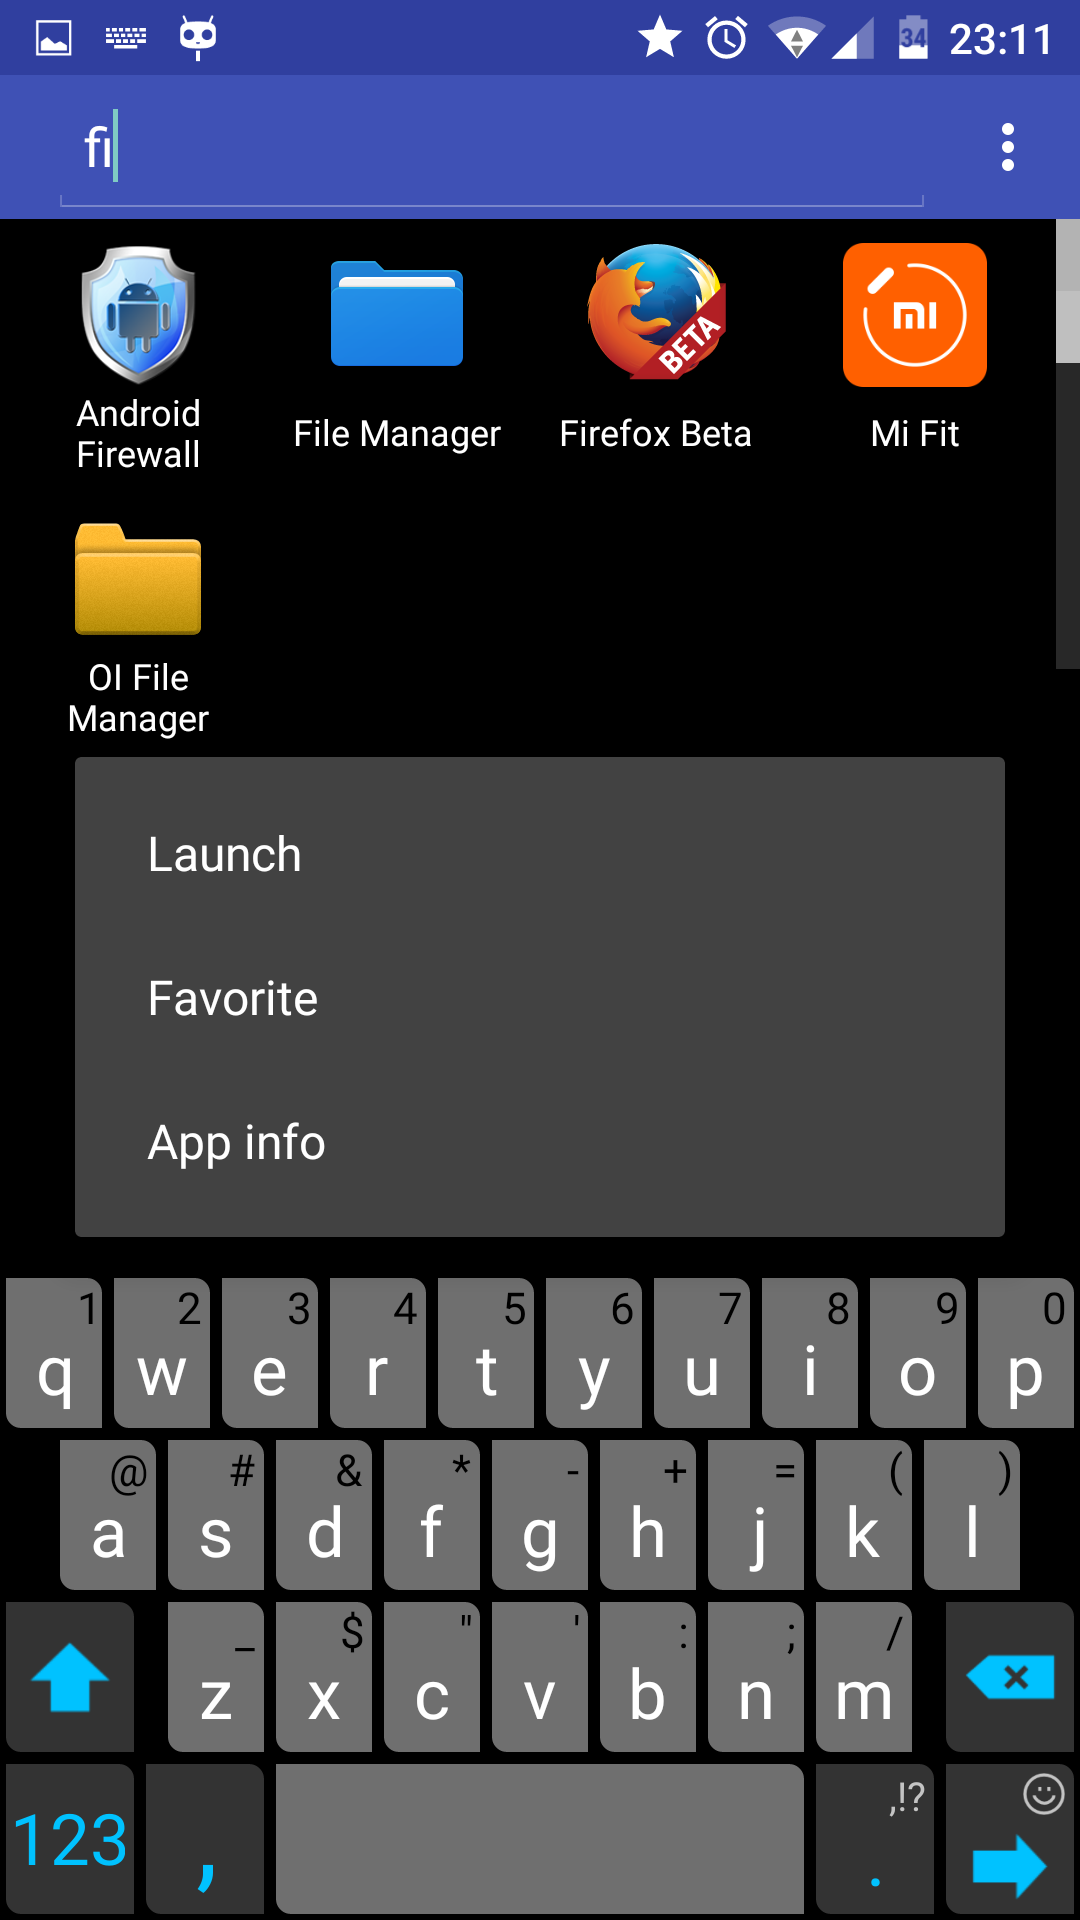 34 23:11
fi
BETA
mi
Android
Firewall
File Manager
Firefox Beta
Mi Fit
OI File
Manager
Launch
Favorite
App info
1 2 3 4 5 6 7 8 9 0
q w e r t y u i o p
@ # & * - + = ( )
a s d f g h j k l
_ $ " ' : ; /
z x c v b n m
,!?
123 , .